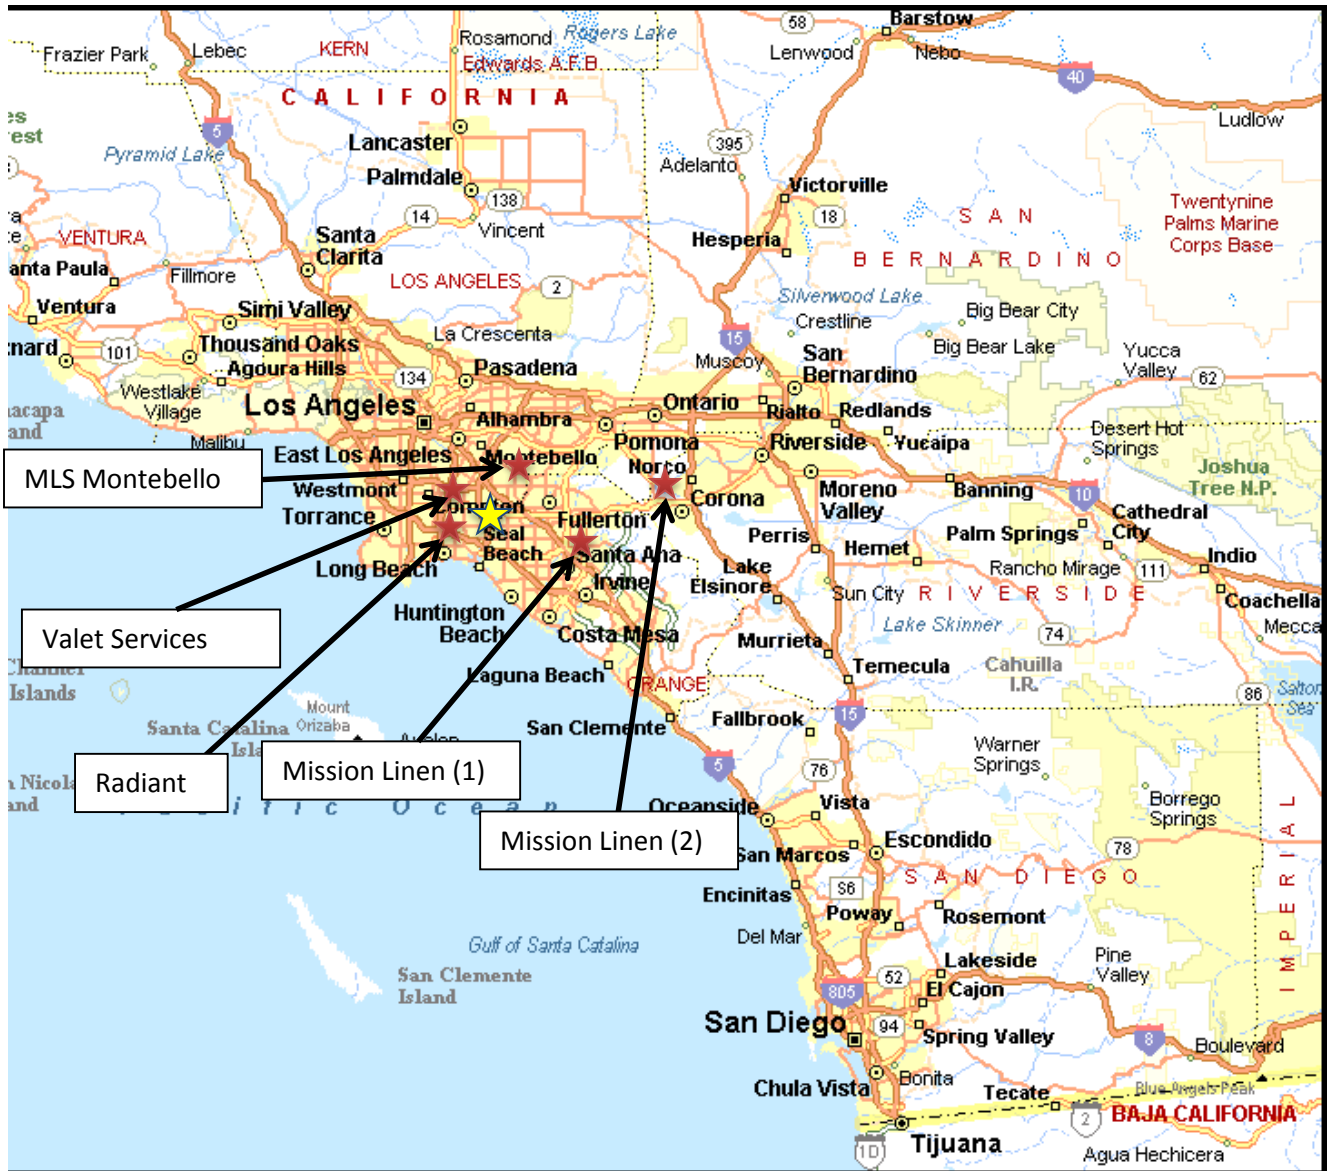 Barstow
58
Rogers Lake
Rosamond
KERN
Lebec
Frazier Park
Lenwood
Nebo
Edwards A.F.B.
40
CALIFORNIA
Ludlow
5
Lancaster
395
Pyramid Lake
Adelanto
Palmdale
Victorville
138
14
18
Twentynine
Palms Marine
Corps Base
SAN
BERNARDINO
Vincent
Santa
Clarita
VENTURA
Hesperia
Fillmore
LOS ANGELES
2
Silverwood Lake
Ventura
Simi Valley
Big Bear City
Crestline
La Crescenta
15
Thousand Oaks
101
Big Bear Lake
Muscoy
San
Bernardino
Yucca
Valley
Agoura Hills
Pasadena
134
62
Westlake
Village
Los Angeles
Ontario
Rialto
Redlands
Alhambra
Malibu
Pomona
Riverside
Yucaipa
Desert Hot
Springs
East Los Angeles
Montebello
Norco
Joshua
Tree N.P.
MLS Montebello
Westmont
Corona
Moreno
Valley
Banning
10
Compton
Torrance
Fullerton
Cathedral
City
Palm Springs
Seal
Beach
Perris
Santa Ana
Hemet
Indio
Long Beach
Lake
Elsinore
Rancho Mirage
111
Irvine
Sun City
RIVERSIDE
Coachella
Huntington
Beach
Lake Skinner
Mecca
Valet Services
Costa Mesa
Murrieta
74
Channel
Islands
Temecula
Cahuilla
I.R.
Laguna Beach
ORANGE
86
Salton
Sea
Mount
Orizaba
Santa Catalina
San Clemente
Fallbrook
15
Warner
Springs
Mission Linen (1)
5
Radiant
76
Borrego
Springs
Ocean
Oceanside
Vista
Mission Linen (2)
Escondido
78
San Marcos
SAN DIEGO
IMPERIAL
S6
Encinitas
Poway
Rosemont
Del Mar
Gulf of Santa Catalina
Pine
Valley
Lakeside
San Clemente
Island
52
El Cajon
805
San Diego
94
Spring Valley
8
Boulevard
Bonita
Chula Vista
Tecate
Blue Angels Peak
2
BAJA CALIFORNIA
Tijuana
1D
Agua Hechicera